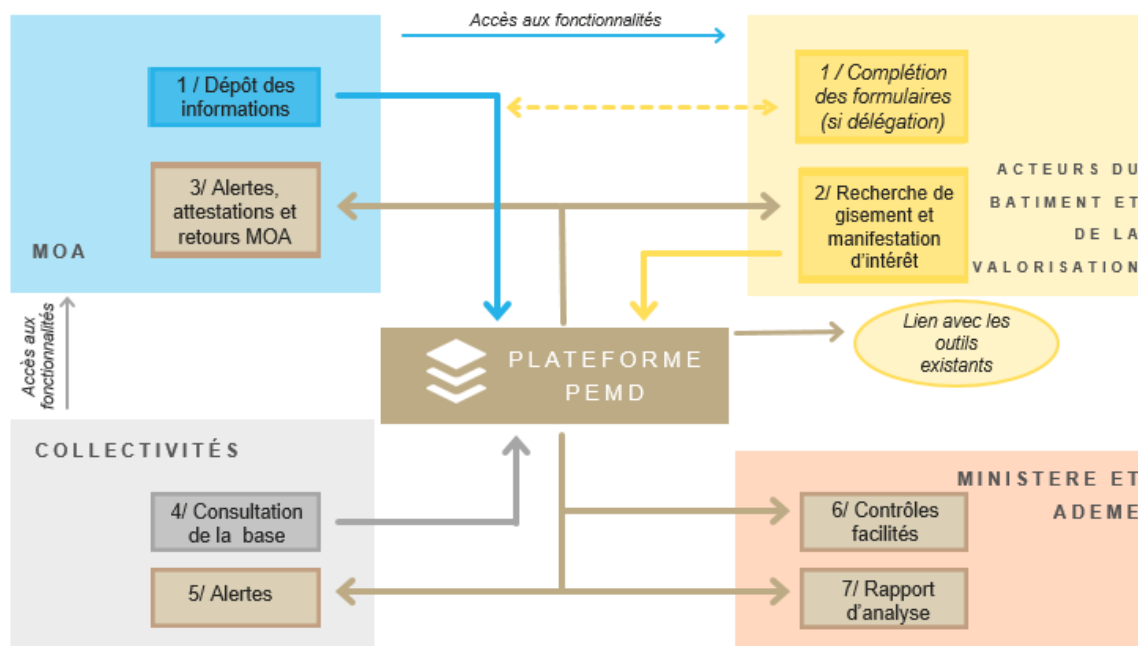 Accès aux fonctionnalités
1 / Dépôt des
informations
3/ Alertes,
attestations et
retours MOA
MOA
1 / Complétion
des formulaires
(si délégation)
2/ Recherche de
gisement et
manifestation
d'intérêt
ACTEURS DU
BATIMENT ET
DE LA
VALORISATION
Accès aux
fonctionnalités
PLATEFORME
PEMD
Lien avec les
outils
existants
COLLECTIVITÉS
4/ Consultation
de la base
5/ Alertes
MINISTERE ET
ADEME
6/ Contrôles
facilités
7/ Rapport
d'analyse